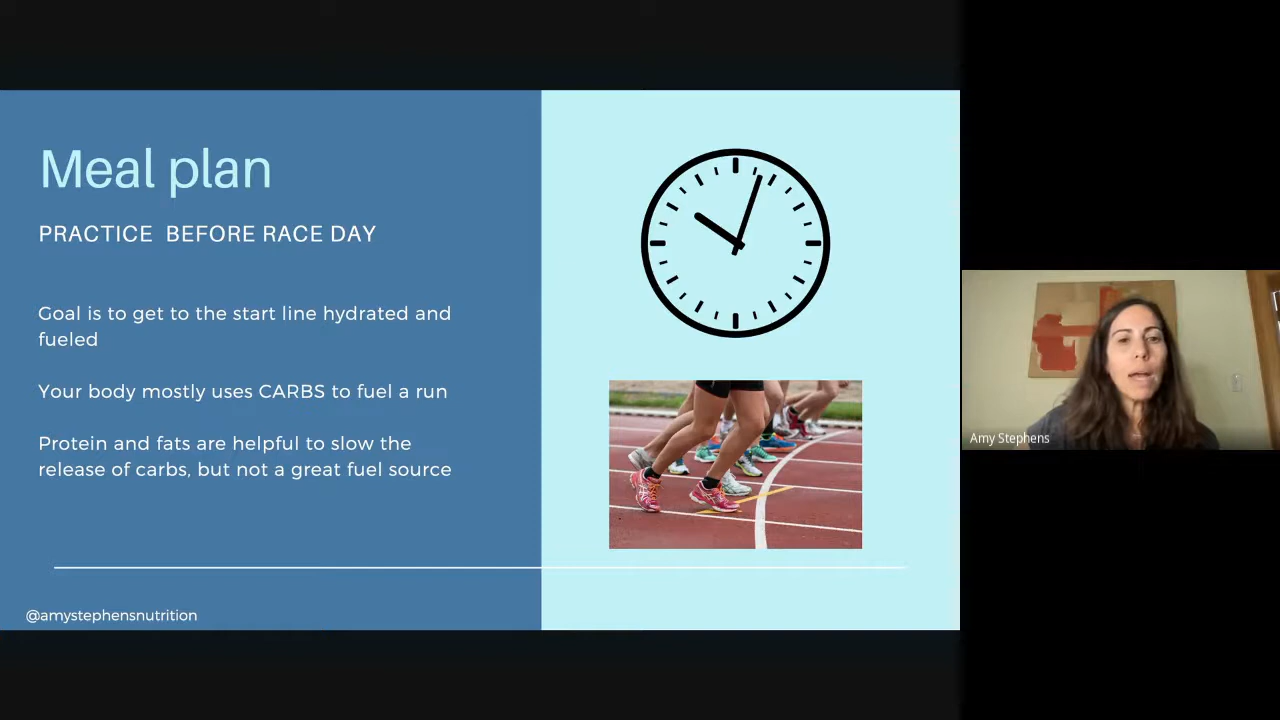 Meal plan
PRACTICE  BEFORE RACE DAY
Goal is to get to the start line hydrated and
fueled
Your body mostly uses CARBS to fuel a run
Protein and fats are helpful to slow the
release of carbs, but not a great fuel source
@amystephensnutrition
Amy Stephens